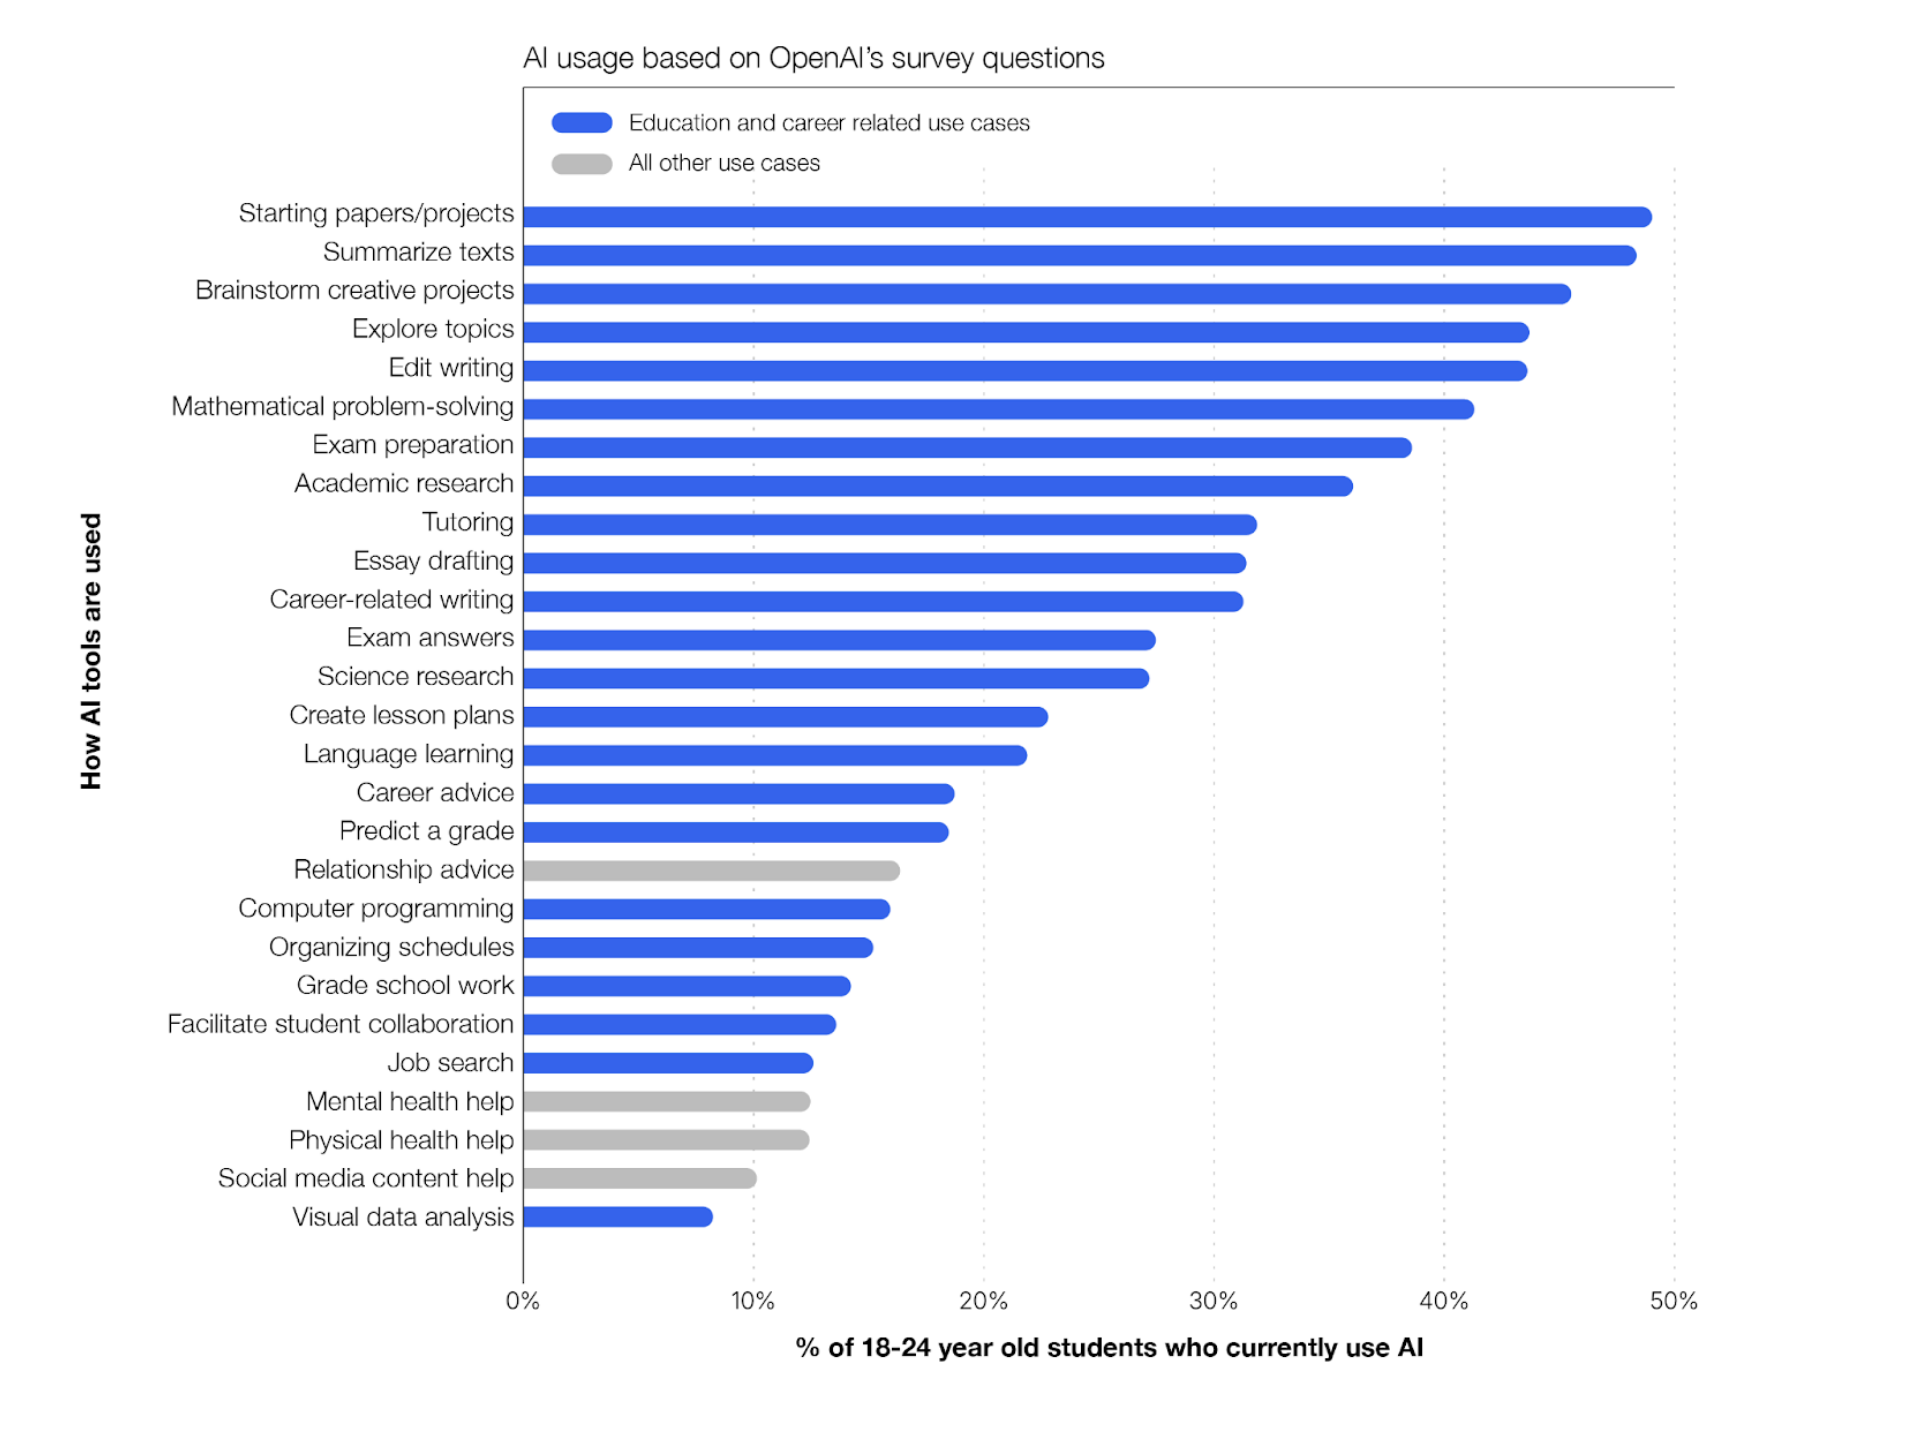 AI usage based on OpenAI’s survey questions
Education and career related use cases
All other use cases
Starting papers/projects
Summarize texts
Brainstorm creative projects
Explore topics
Edit writing
Mathematical problem-solving
Exam preparation
Academic research
Tutoring
Essay drafting
Career-related writing
Exam answers
Science research
Create lesson plans
Language learning
Career advice
Predict a grade
Relationship advice
Computer programming
Organizing schedules
Grade school work
Facilitate student collaboration
Job search
Mental health help
Physical health help
Social media content help
Visual data analysis
How AI tools are used
0% 10% 20% 30% 40% 50%
% of 18-24 year old students who currently use AI